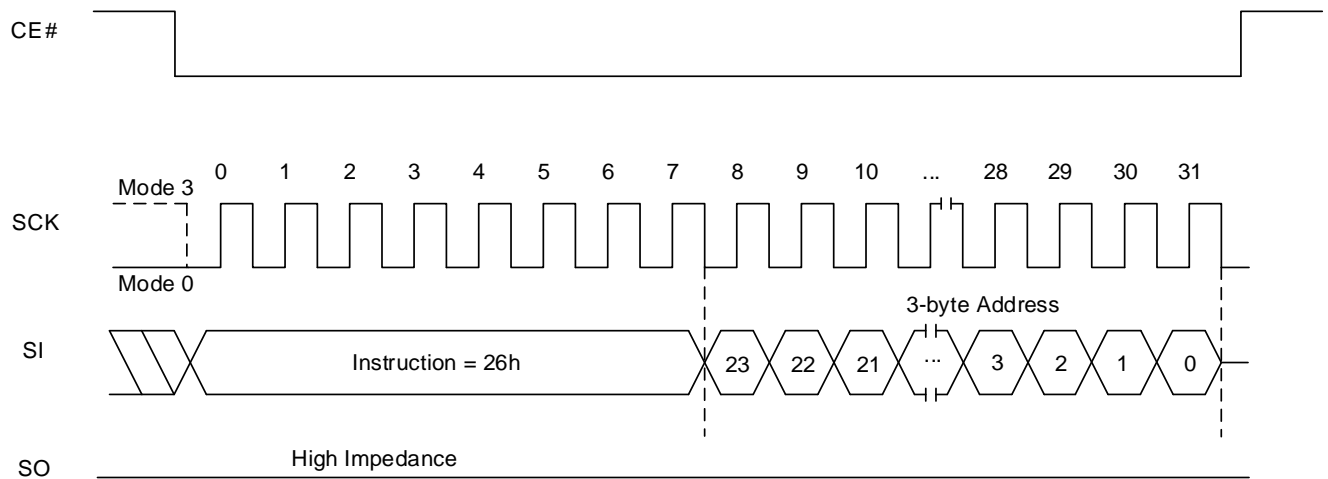 CE#
0 1 2 3 4 5 6 7 8 9 10 ... 28 29 30 31
Mode 3
SCK
Mode 0
3-byte Address
SI
Instruction = 26h
23 22 21 ... 3 2 1 0
High Impedance
SO